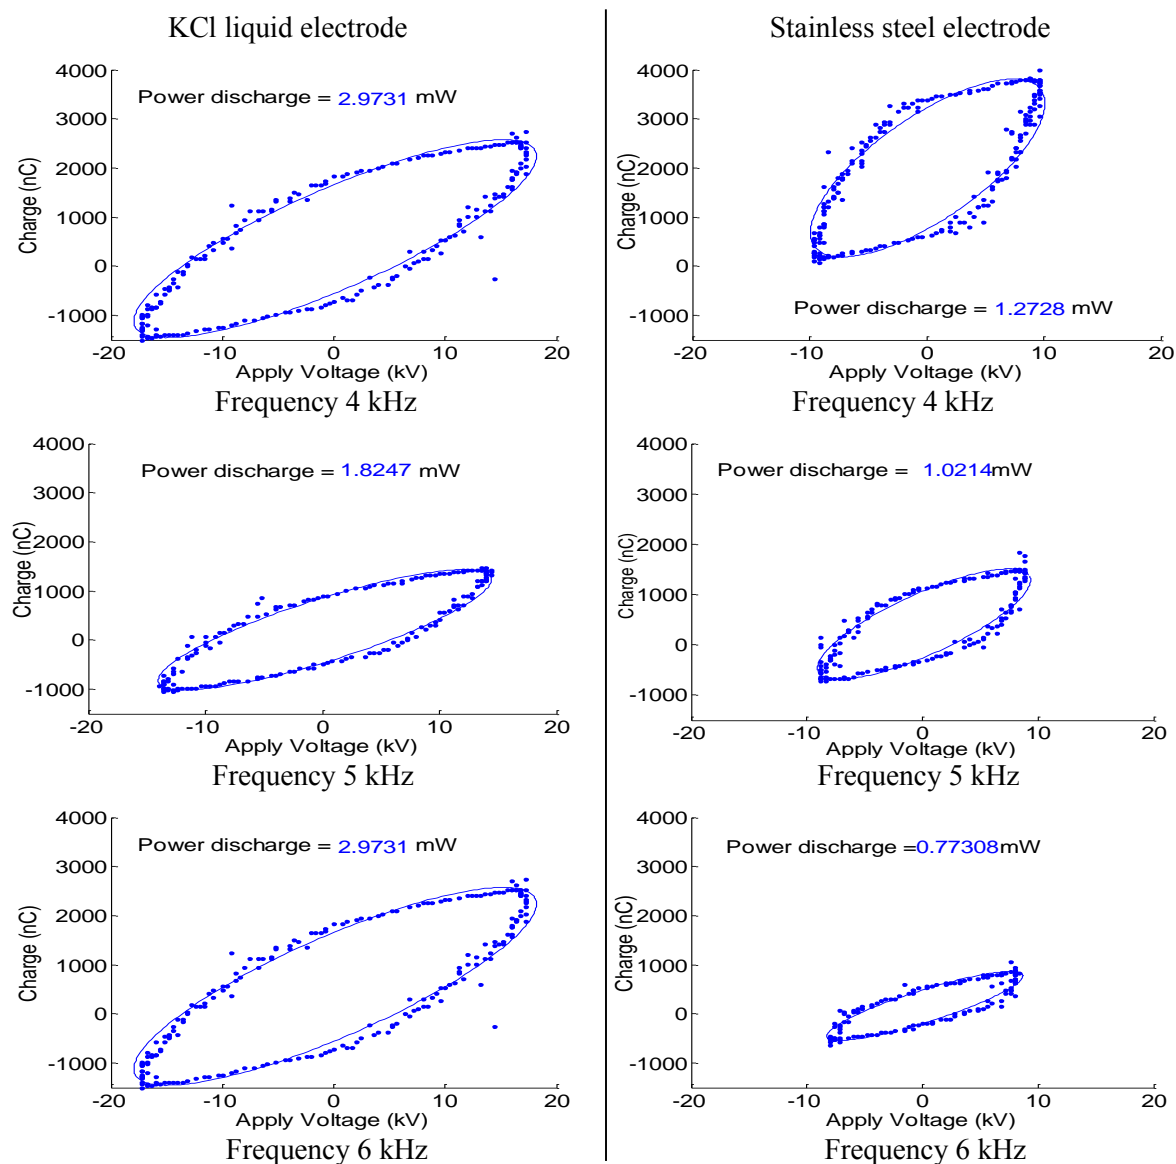 KCl liquid electrode
Stainless steel electrode
4000
3000
2000
1000
0
-1000
Charge (nC)
Power discharge = 2.9731 mW
-20
-10
0
10
20
Apply Voltage (kV)
Frequency 4 kHz
4000
3000
2000
1000
0
-1000
Charge (nC)
Power discharge = 1.2728 mW
-20
-10
0
10
20
Apply Voltage (kV)
Frequency 4 kHz
4000
3000
2000
1000
0
-1000
Charge (nC)
Power discharge = 1.8247 mW
-20
-10
0
10
20
Apply Voltage (kV)
Frequency 5 kHz
4000
3000
2000
1000
0
-1000
Charge (nC)
Power discharge = 1.0214mW
-20
-10
0
10
20
Apply Voltage (kV)
Frequency 5 kHz
4000
3000
2000
1000
0
-1000
Charge (nC)
Power discharge = 2.9731 mW
-20
-10
0
10
20
Apply Voltage (kV)
Frequency 6 kHz
4000
3000
2000
1000
0
-1000
Charge (nC)
Power discharge =0.77308mW
-20
-10
0
10
20
Apply Voltage (kV)
Frequency 6 kHz